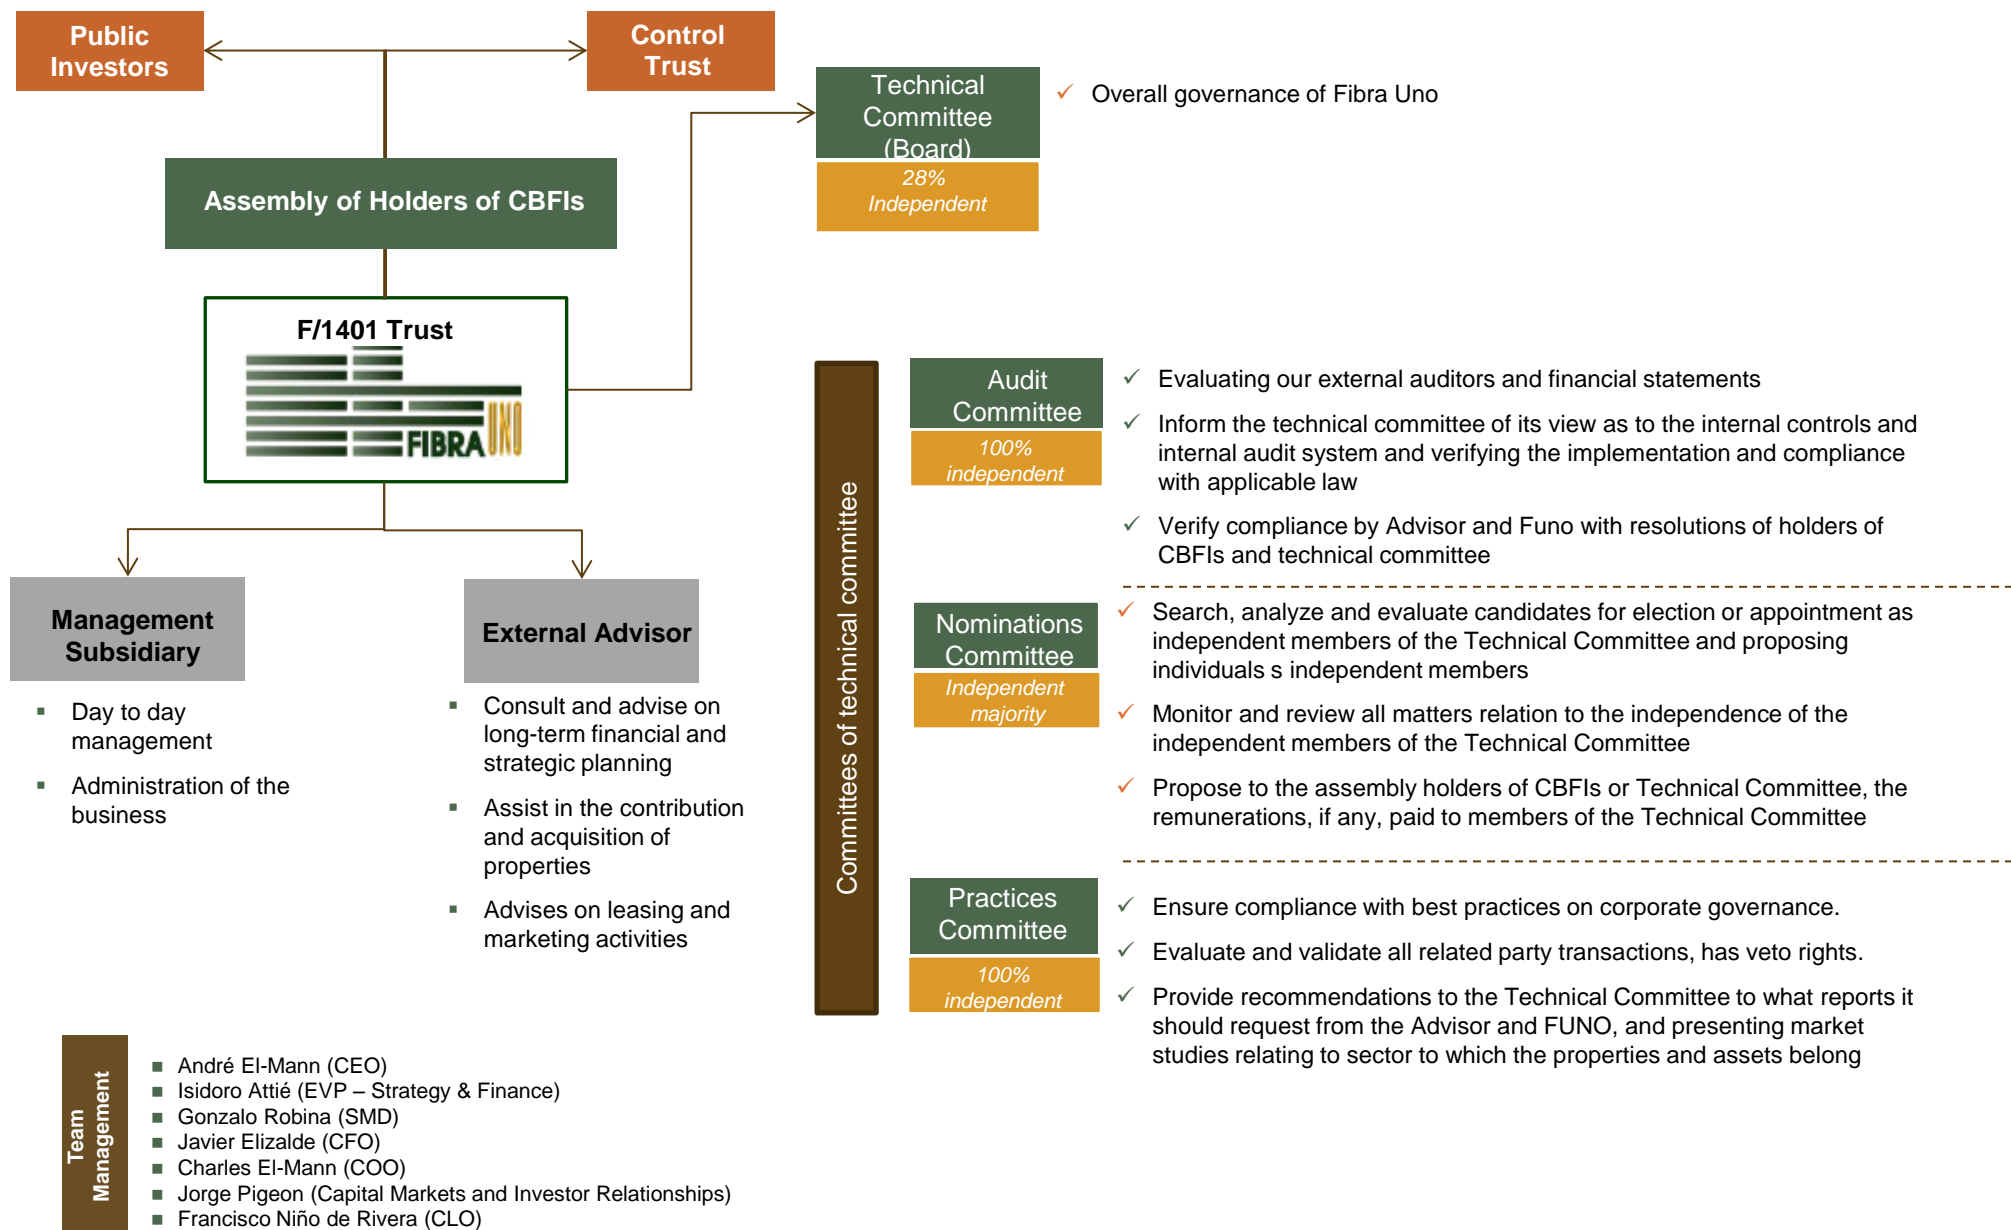 Public
Investors
Control
Trust
Technical
Committee
(Board)
28%
Independent
✓ Overall governance of Fibra Uno
Assembly of Holders of CBFIs
F/1401 Trust
FIBRA UNO
Management
Subsidiary
▪ Day to day
management
▪ Administration of the
business
External Advisor
▪ Consult and advise on
long-term financial and
strategic planning
▪ Assist in the contribution
and acquisition of
properties
▪ Advises on leasing and
marketing activities
Committees of technical committee
Audit
Committee
100%
independent
✓ Evaluating our external auditors and financial statements
✓ Inform the technical committee of its view as to the internal controls and
internal audit system and verifying the implementation and compliance
with applicable law
✓ Verify compliance by Advisor and Funo with resolutions of holders of
CBFIs and technical committee
Nominations
Committee
Independent
majority
✓ Search, analyze and evaluate candidates for election or appointment as
independent members of the Technical Committee and proposing
individuals s independent members
✓ Monitor and review all matters relation to the independence of the
independent members of the Technical Committee
✓ Propose to the assembly holders of CBFIs or Technical Committee, the
remunerations, if any, paid to members of the Technical Committee
Practices
Committee
100%
independent
✓ Ensure compliance with best practices on corporate governance.
✓ Evaluate and validate all related party transactions, has veto rights.
✓ Provide recommendations to the Technical Committee to what reports it
should request from the Advisor and FUNO, and presenting market
studies relating to sector to which the properties and assets belong
Team
Management
■ André El-Mann (CEO)
■ Isidoro Attié (EVP – Strategy & Finance)
■ Gonzalo Robina (SMD)
■ Javier Elizalde (CFO)
■ Charles El-Mann (COO)
■ Jorge Pigeon (Capital Markets and Investor Relationships)
■ Francisco Niño de Rivera (CLO)